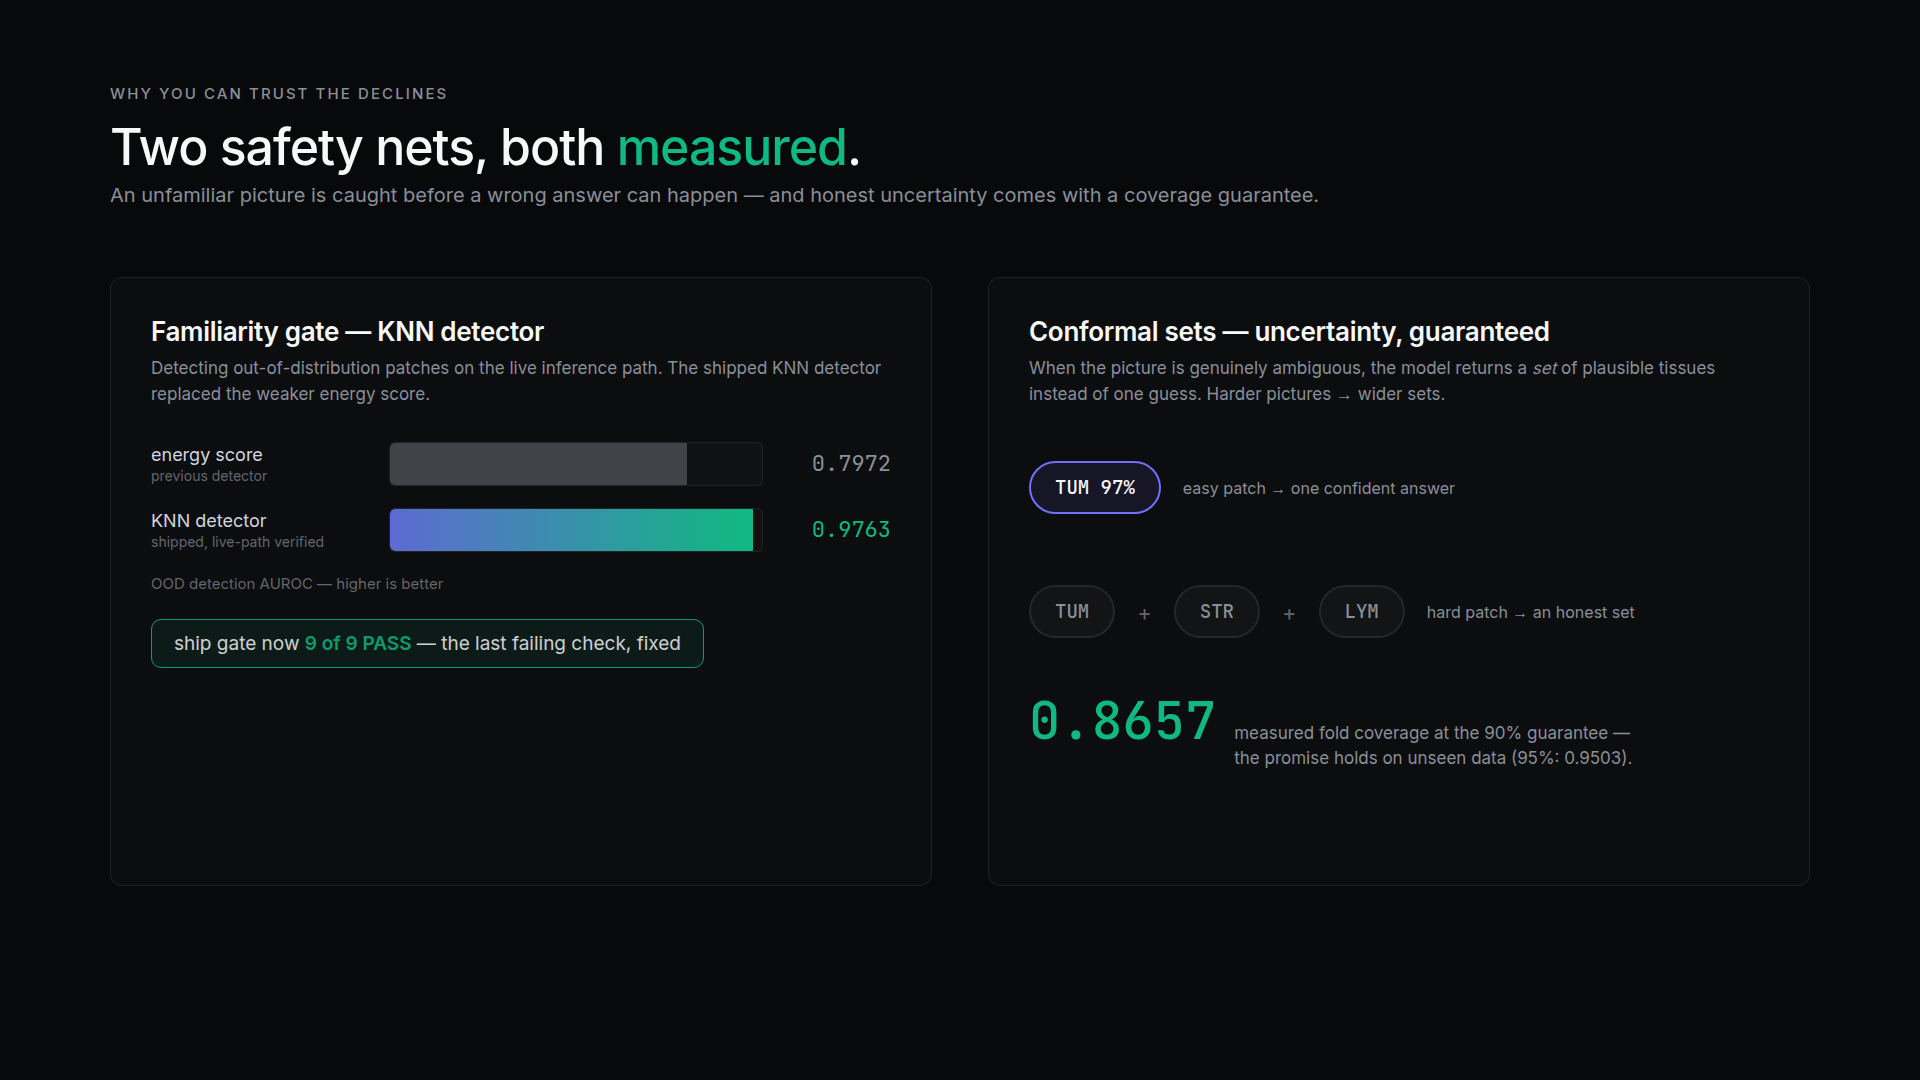 WHY YOU CAN TRUST THE DECLINES
Two safety nets, both measured.
An unfamiliar picture is caught before a wrong answer can happen — and honest uncertainty comes with a coverage guarantee.
Familiarity gate — KNN detector
Detecting out-of-distribution patches on the live inference path. The shipped KNN detector
replaced the weaker energy score.
energy score
previous detector
0.7972
KNN detector
shipped, live-path verified
0.9763
OOD detection AUROC — higher is better
ship gate now 9 of 9 PASS — the last failing check, fixed
Conformal sets — uncertainty, guaranteed
When the picture is genuinely ambiguous, the model returns a set of plausible tissues
instead of one guess. Harder pictures → wider sets.
TUM 97% easy patch → one confident answer
TUM + STR + LYM hard patch → an honest set
0.8657
measured fold coverage at the 90% guarantee —
the promise holds on unseen data (95%: 0.9503).